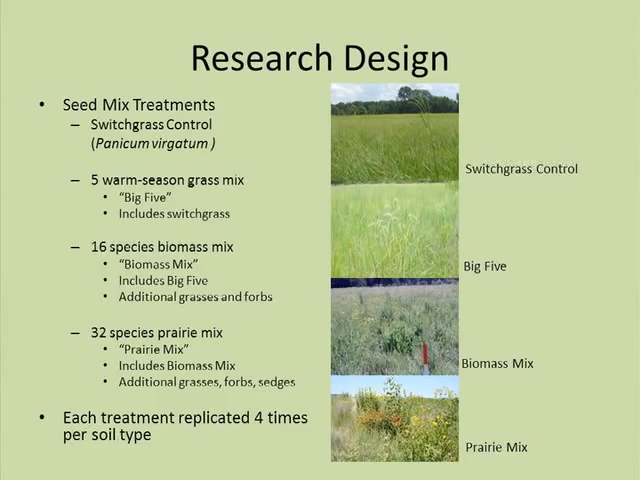 Research Design
• Seed Mix Treatments
– Switchgrass Control
(Panicum virgatum )
– 5 warm-season grass mix
• “Big Five”
• Includes switchgrass
– 16 species biomass mix
• “Biomass Mix”
• Includes Big Five
• Additional grasses and forbs
– 32 species prairie mix
• “Prairie Mix”
• Includes Biomass Mix
• Additional grasses, forbs, sedges
• Each treatment replicated 4 times
per soil type
Switchgrass Control
Big Five
Biomass Mix
Prairie Mix